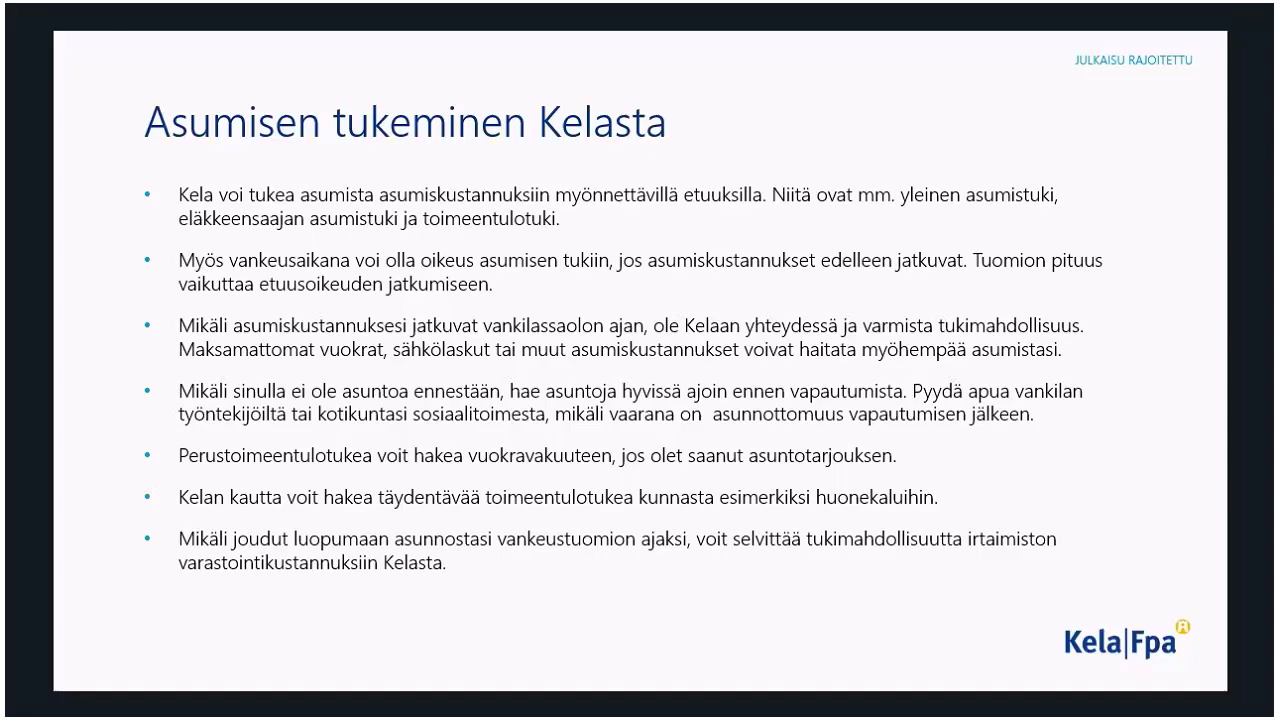 JULKAISU RAJOITETTU
Asumisen tukeminen Kelasta
• Kela voi tukea asumista asumiskustannuksiin myönnettävillä etuuksilla. Niitä ovat mm. yleinen asumistuki,
eläkkeensaajan asumistuki ja toimeentulotuki.
• Myös vankeusaikana voi olla oikeus asumisen tukiin, jos asumiskustannukset edelleen jatkuvat. Tuomion pituus
vaikuttaa etuusoikeuden jatkumiseen.
• Mikäli asumiskustannuksesi jatkuvat vankilassaolon ajan, ole Kelaan yhteydessä ja varmista tukimahdollisuus.
Maksamattomat vuokrat, sähkölaskut tai muut asumiskustannukset voivat haitata myöhempää asumistasi.
• Mikäli sinulla ei ole asuntoa ennestään, hae asuntoja hyvissä ajoin ennen vapautumista. Pyydä apua vankilan
työntekijöiltä tai kotikuntasi sosiaalitoimesta, mikäli vaarana on asunnottomuus vapautumisen jälkeen.
• Perustoimeentulotukea voit hakea vuokravakuuteen, jos olet saanut asuntotarjouksen.
• Kelan kautta voit hakea täydentävää toimeentulotukea kunnasta esimerkiksi huonekaluihin.
• Mikäli joudut luopumaan asunnostasi vankeustuomion ajaksi, voit selvittää tukimahdollisuutta irtaimiston
varastointikustannuksiin Kelasta.
Kela|Fpa